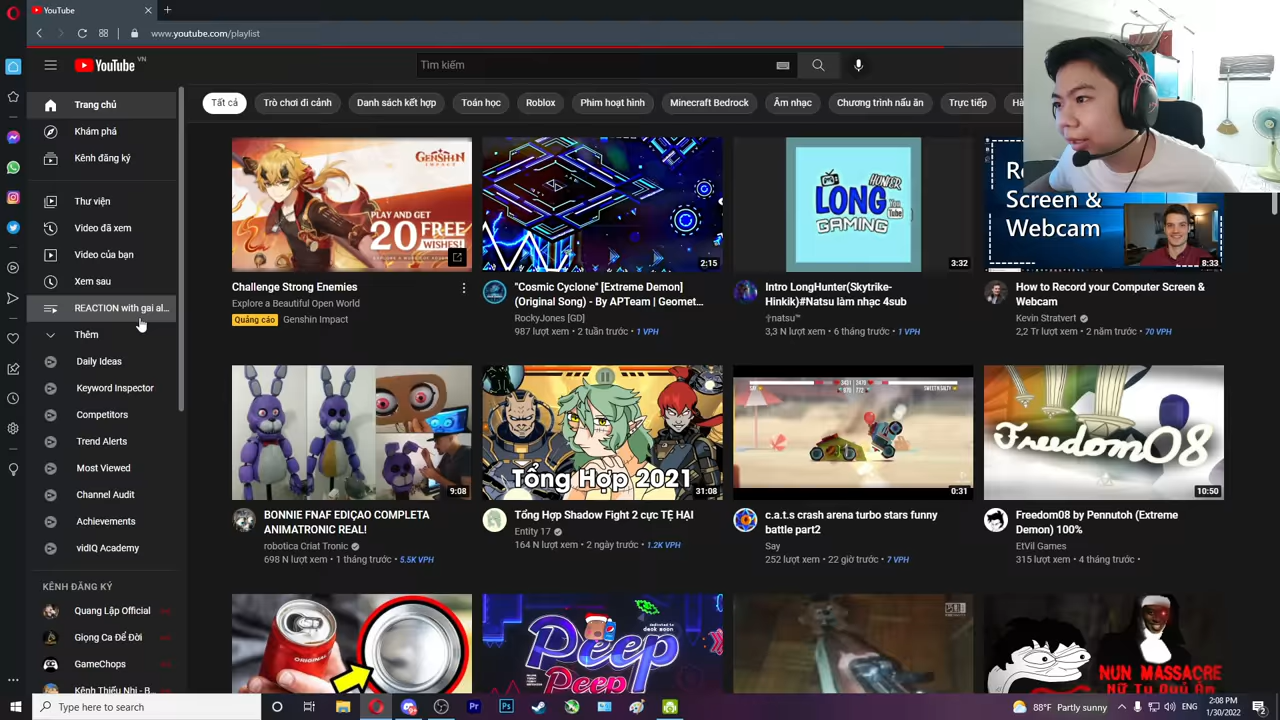 YouTube
www.youtube.com/playlist
YouTube VN
Tìm kiếm
Trang chủ
Khám phá
Kênh đăng ký
Thư viện
Video đã xem
Video của bạn
Xem sau
REACTION with gai al...
Thêm
Daily Ideas
Keyword Inspector
Competitors
Trend Alerts
Most Viewed
Channel Audit
Achievements
vidIQ Academy
KÊNH ĐĂNG KÝ
Quang Lập Official
Giọng Ca Để Đời
GameChops
Kênh Thiếu Nhi - B...
Tất cả
Trò chơi đi cảnh
Danh sách kết hợp
Toán học
Roblox
Phim hoạt hình
Minecraft Bedrock
Âm nhạc
Chương trình nấu ăn
Trực tiếp
GENSHIN
IMPACT
PLAY AND GET
20 FREE
WISHES!
Challenge Strong Enemies
Explore a Beautiful Open World
Quảng cáo Genshin Impact
2:15
"Cosmic Cyclone" [Extreme Demon]
(Original Song) - By APTeam | Geomet...
RockyJones [GD]
987 lượt xem • 2 tuần trước • 1 VPH
HUNTER
LONG
You Tube
GAMING
3:32
Intro LongHunter(Skytrike-
Hinkik)#Natsu làm nhạc 4sub
†natsu™
3,3 N lượt xem • 6 tháng trước • 1 VPH
Screen &
Webcam
8:33
How to Record your Computer Screen &
Webcam
Kevin Stratvert
2,2 Tr lượt xem • 2 năm trước • 70 VPH
9:08
BONNIE FNAF EDIÇAO COMPLETA
ANIMATRONIC REAL!
robotica Criat Tronic
698 N lượt xem • 1 tháng trước • 5.5K VPH
Tổng Hợp 2021
31:08
Tổng Hợp Shadow Fight 2 cực TỆ HẠI
Entity 17
164 N lượt xem • 2 ngày trước • 1.2K VPH
0:31
c.a.t.s crash arena turbo stars funny
battle part2
Say
252 lượt xem • 22 giờ trước • 7 VPH
Freedom08
10:50
Freedom08 by Pennutoh (Extreme
Demon) 100%
EtVil Games
315 lượt xem • 4 tháng trước •
ORIGINAL
Peep
Peep
NUN MASSACRE
NỮ TU QUỶ ÁM
Type here to search
88°F Partly sunny
2:08 PM
1/30/2022
2